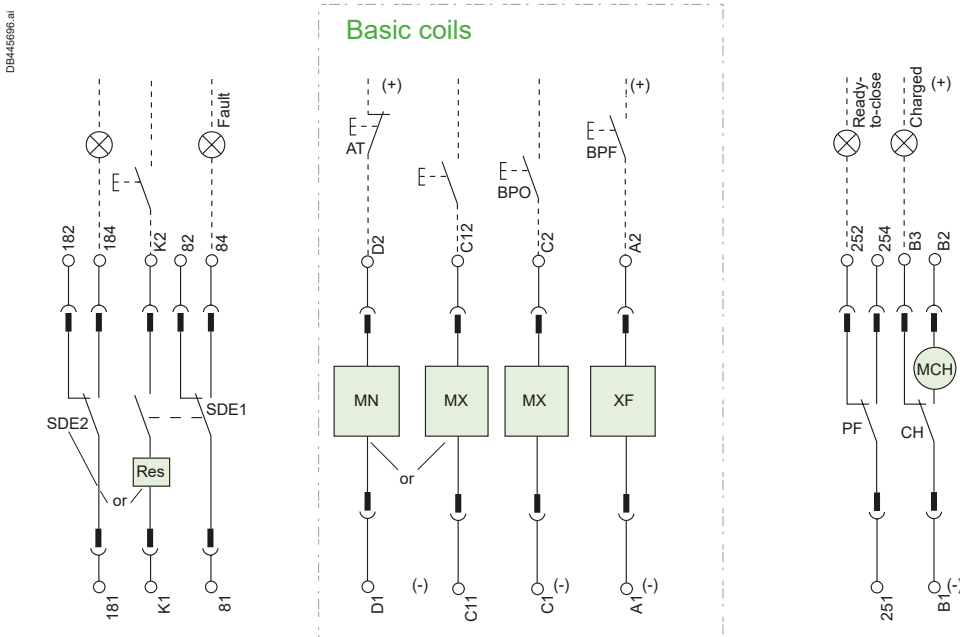 DB445696.ai
Basic coils
Fault
(+)
(+)
Ready-
to-close
Charged
(+)
AT
BPO
BPF
182
184
K2
82
84
D2
C12
C2
A2
252
254
B3
B2
MCH
MN
MX
MX
XF
SDE2
SDE1
PF
CH
Res
or
or
181
K1
81
D1
(-)
C11
C1
(-)
A1
(-)
251
B1
(-)